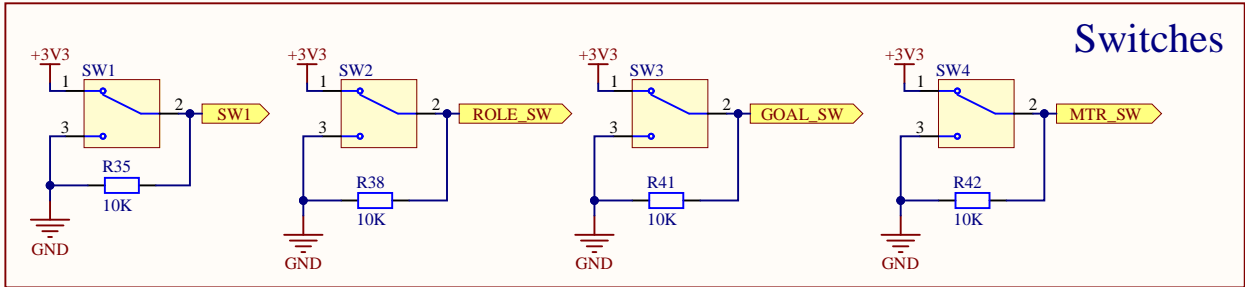 Switches
+3V3
SW1
1
2
3
SW1
R35
10K
GND
+3V3
SW2
1
2
3
ROLE_SW
R38
10K
GND
+3V3
SW3
1
2
3
GOAL_SW
R41
10K
GND
+3V3
SW4
1
2
3
MTR_SW
R42
10K
GND